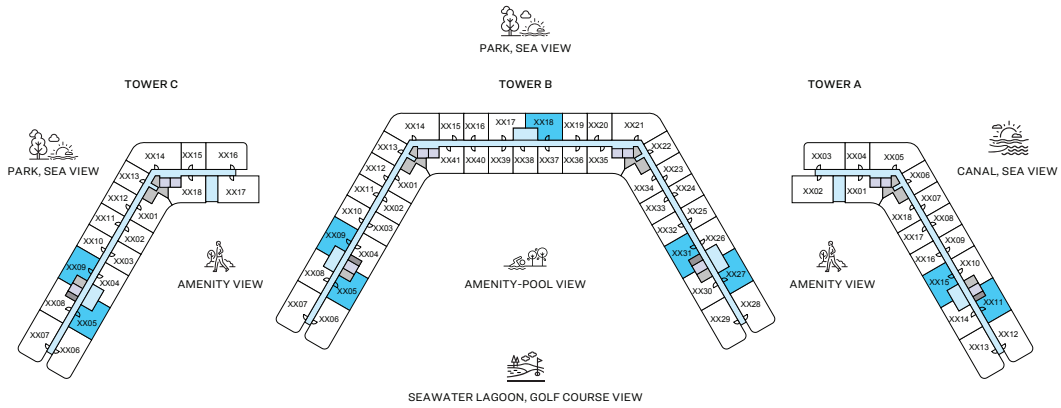 PARK, SEA VIEW
TOWER C
TOWER B
TOWER A
PARK, SEA VIEW
CANAL, SEA VIEW
XX14
XX15
XX16
XX13
XX12
XX11
XX10
XX09
XX08
XX07
XX06
XX05
XX04
XX03
XX02
XX01
XX18
XX17
XX14
XX15
XX16
XX17
XX18
XX19
XX20
XX21
XX13
XX12
XX11
XX10
XX09
XX08
XX07
XX06
XX05
XX04
XX03
XX02
XX01
XX41
XX40
XX39
XX38
XX37
XX36
XX35
XX22
XX23
XX24
XX25
XX26
XX27
XX28
XX29
XX30
XX31
XX32
XX33
XX34
XX03
XX04
XX05
XX02
XX01
XX06
XX07
XX08
XX09
XX10
XX11
XX12
XX13
XX14
XX15
XX16
XX17
XX18
AMENITY VIEW
AMENITY-POOL VIEW
AMENITY VIEW
SEAWATER LAGOON, GOLF COURSE VIEW